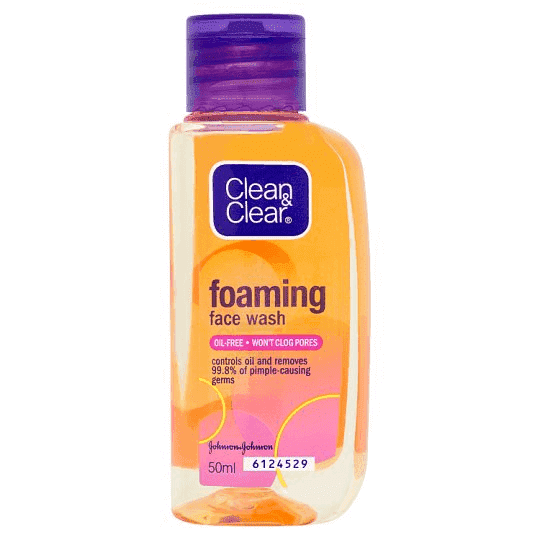 Clean &
Clear®
foaming
face wash
OIL-FREE • WON'T CLOG PORES
controls oil and removes
99.8% of pimple-causing
germs
Johnson & Johnson
50ml 6124529